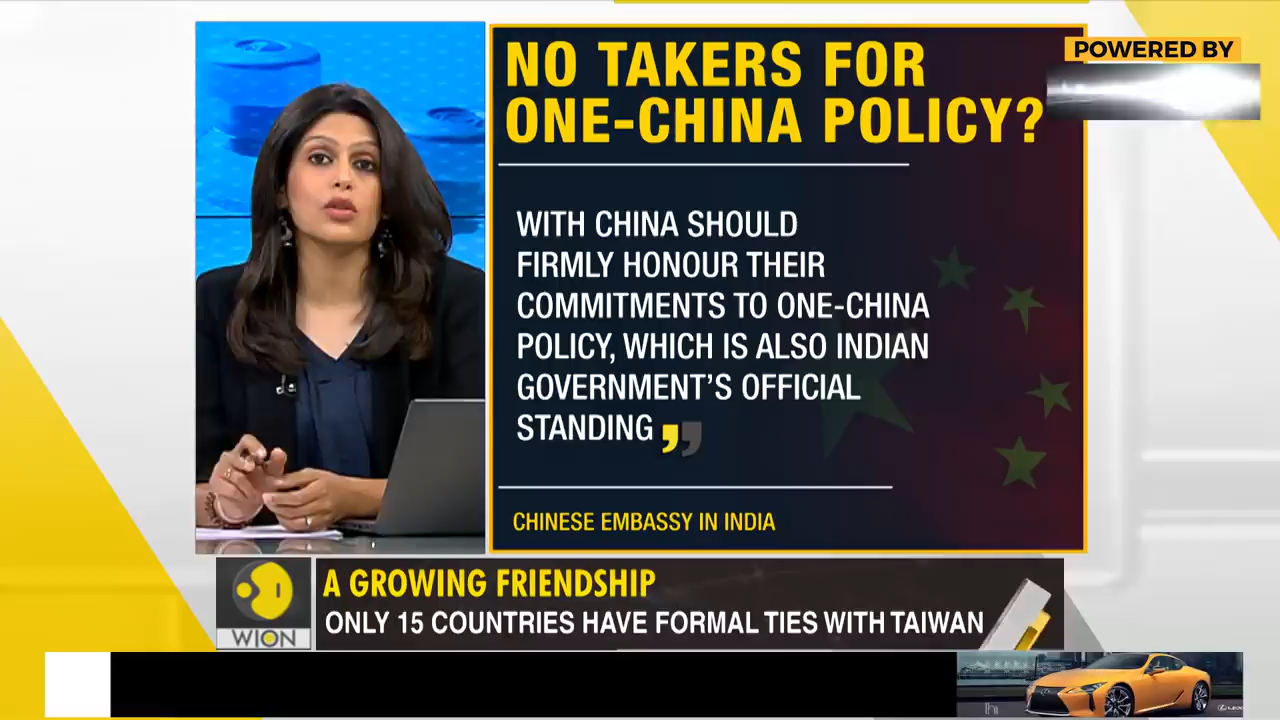 NO TAKERS FOR
ONE-CHINA POLICY?
POWERED BY
WITH CHINA SHOULD
FIRMLY HONOUR THEIR
COMMITMENTS TO ONE-CHINA
POLICY, WHICH IS ALSO INDIAN
GOVERNMENT'S OFFICIAL
STANDING”
CHINESE EMBASSY IN INDIA
A GROWING FRIENDSHIP
ONLY 15 COUNTRIES HAVE FORMAL TIES WITH TAIWAN
WION